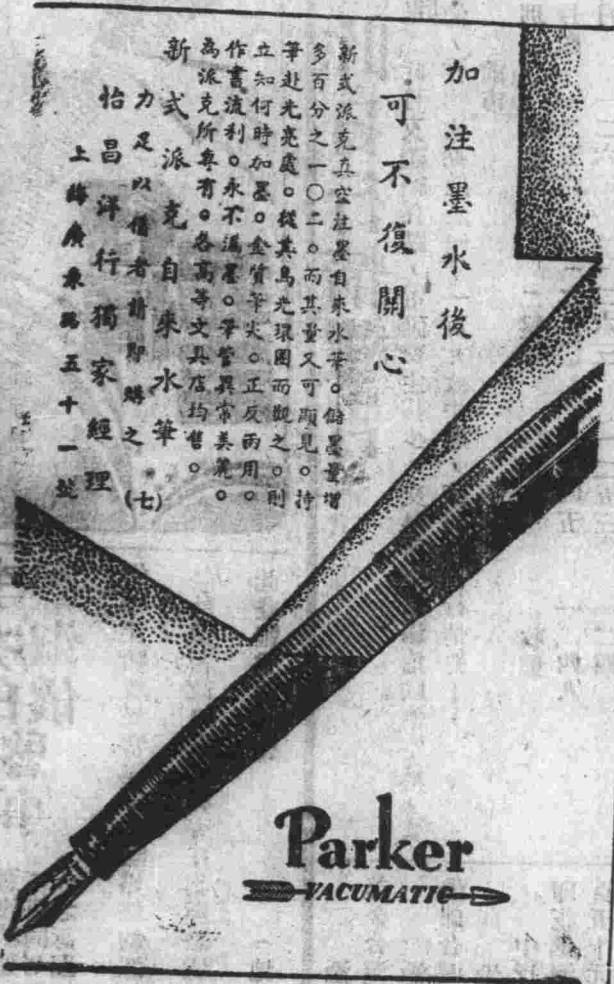 加注墨水後
可不復關心
新式派克真空注墨自來水筆。儲墨量增
多百分之一〇二。而其量又可顯見。持
筆赴光亮處。從其烏光環圈而觀之。則
立知何時加墨。金質筆尖。正反兩用。
作書流利。永不漏墨。筆管異常美麗。
為派克所專有。各高等文具店均售。
新式派克自來水筆
力足以備者請即購之 (七)
怡昌洋行獨家經理
上海廣東路五十一號
Parker
VACUMATIC